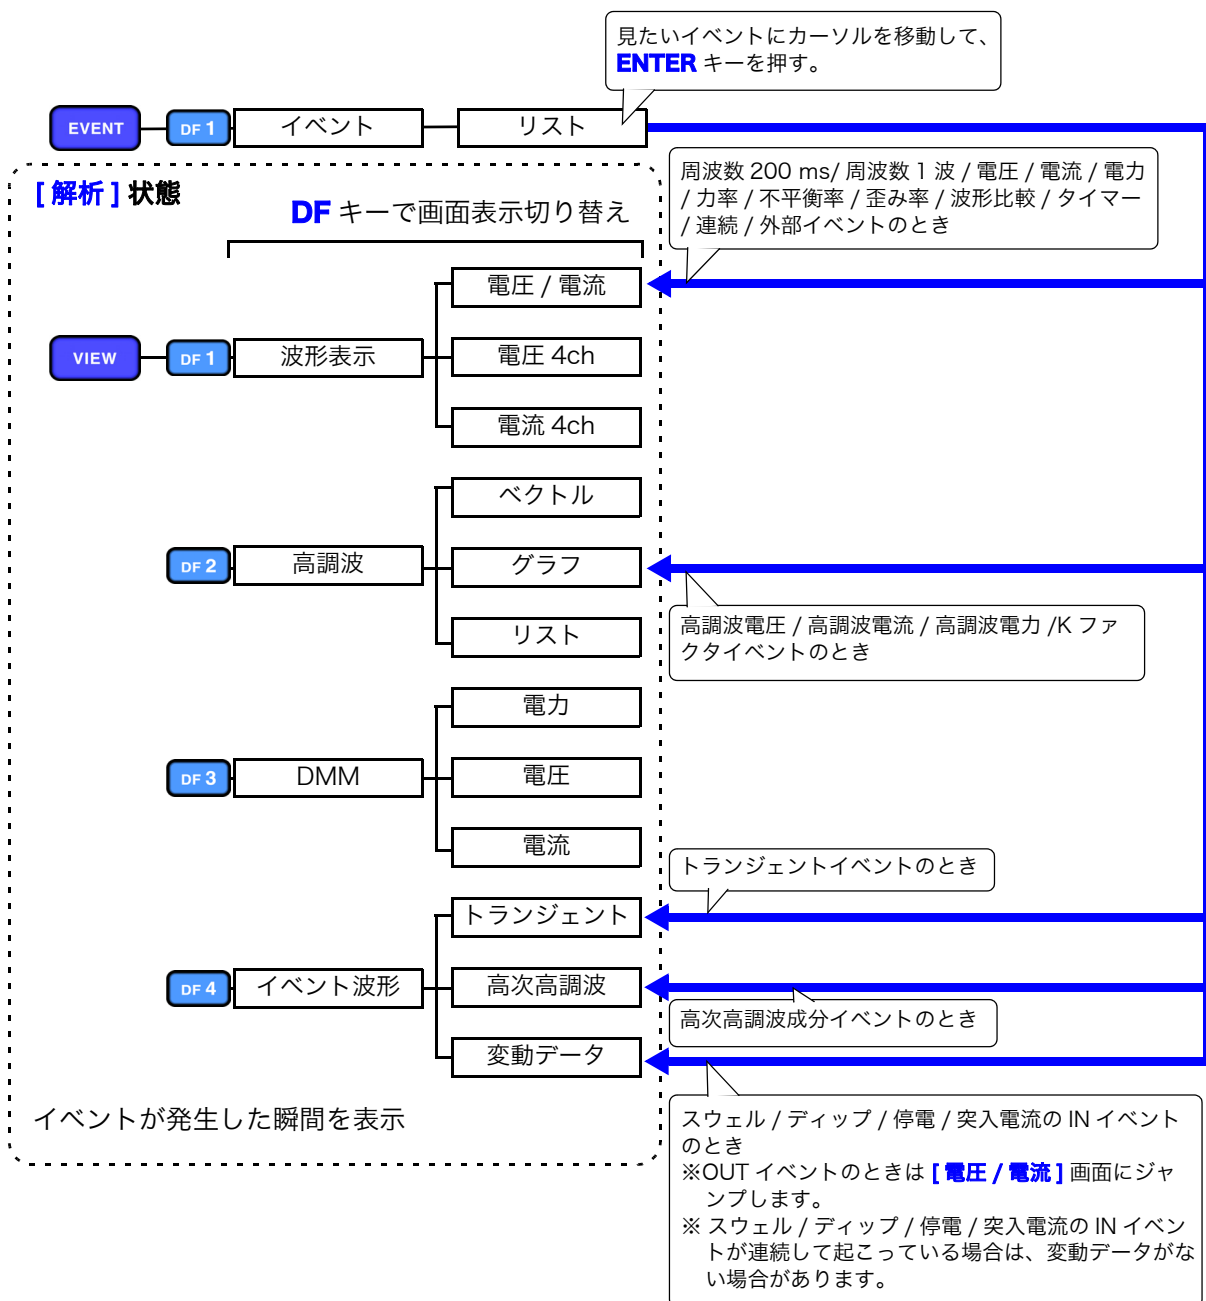 見たいイベントにカーソルを移動して、
ENTER キーを押す。
EVENT
DF 1
イベント
リスト
周波数 200 ms/ 周波数 1 波 / 電圧 / 電流 / 電力
/ 力率 / 不平衡率 / 歪み率 / 波形比較 / タイマー
/ 連続 / 外部イベントのとき
[ 解析 ] 状態
DF キーで画面表示切り替え
電圧 / 電流
VIEW
DF 1
波形表示
電圧 4ch
電流 4ch
ベクトル
DF 2
高調波
グラフ
リスト
高調波電圧 / 高調波電流 / 高調波電力 /K ファ
クタイベントのとき
電力
DF 3
DMM
電圧
電流
トランジェントイベントのとき
トランジェント
DF 4
イベント波形
高次高調波
高次高調波成分イベントのとき
変動データ
イベントが発生した瞬間を表示
スウェル / ディップ / 停電 / 突入電流の IN イベント
のとき
※OUT イベントのときは [ 電圧 / 電流 ] 画面にジャ
ンプします。
※ スウェル / ディップ / 停電 / 突入電流の IN イベン
トが連続して起こっている場合は、変動データがな
い場合があります。